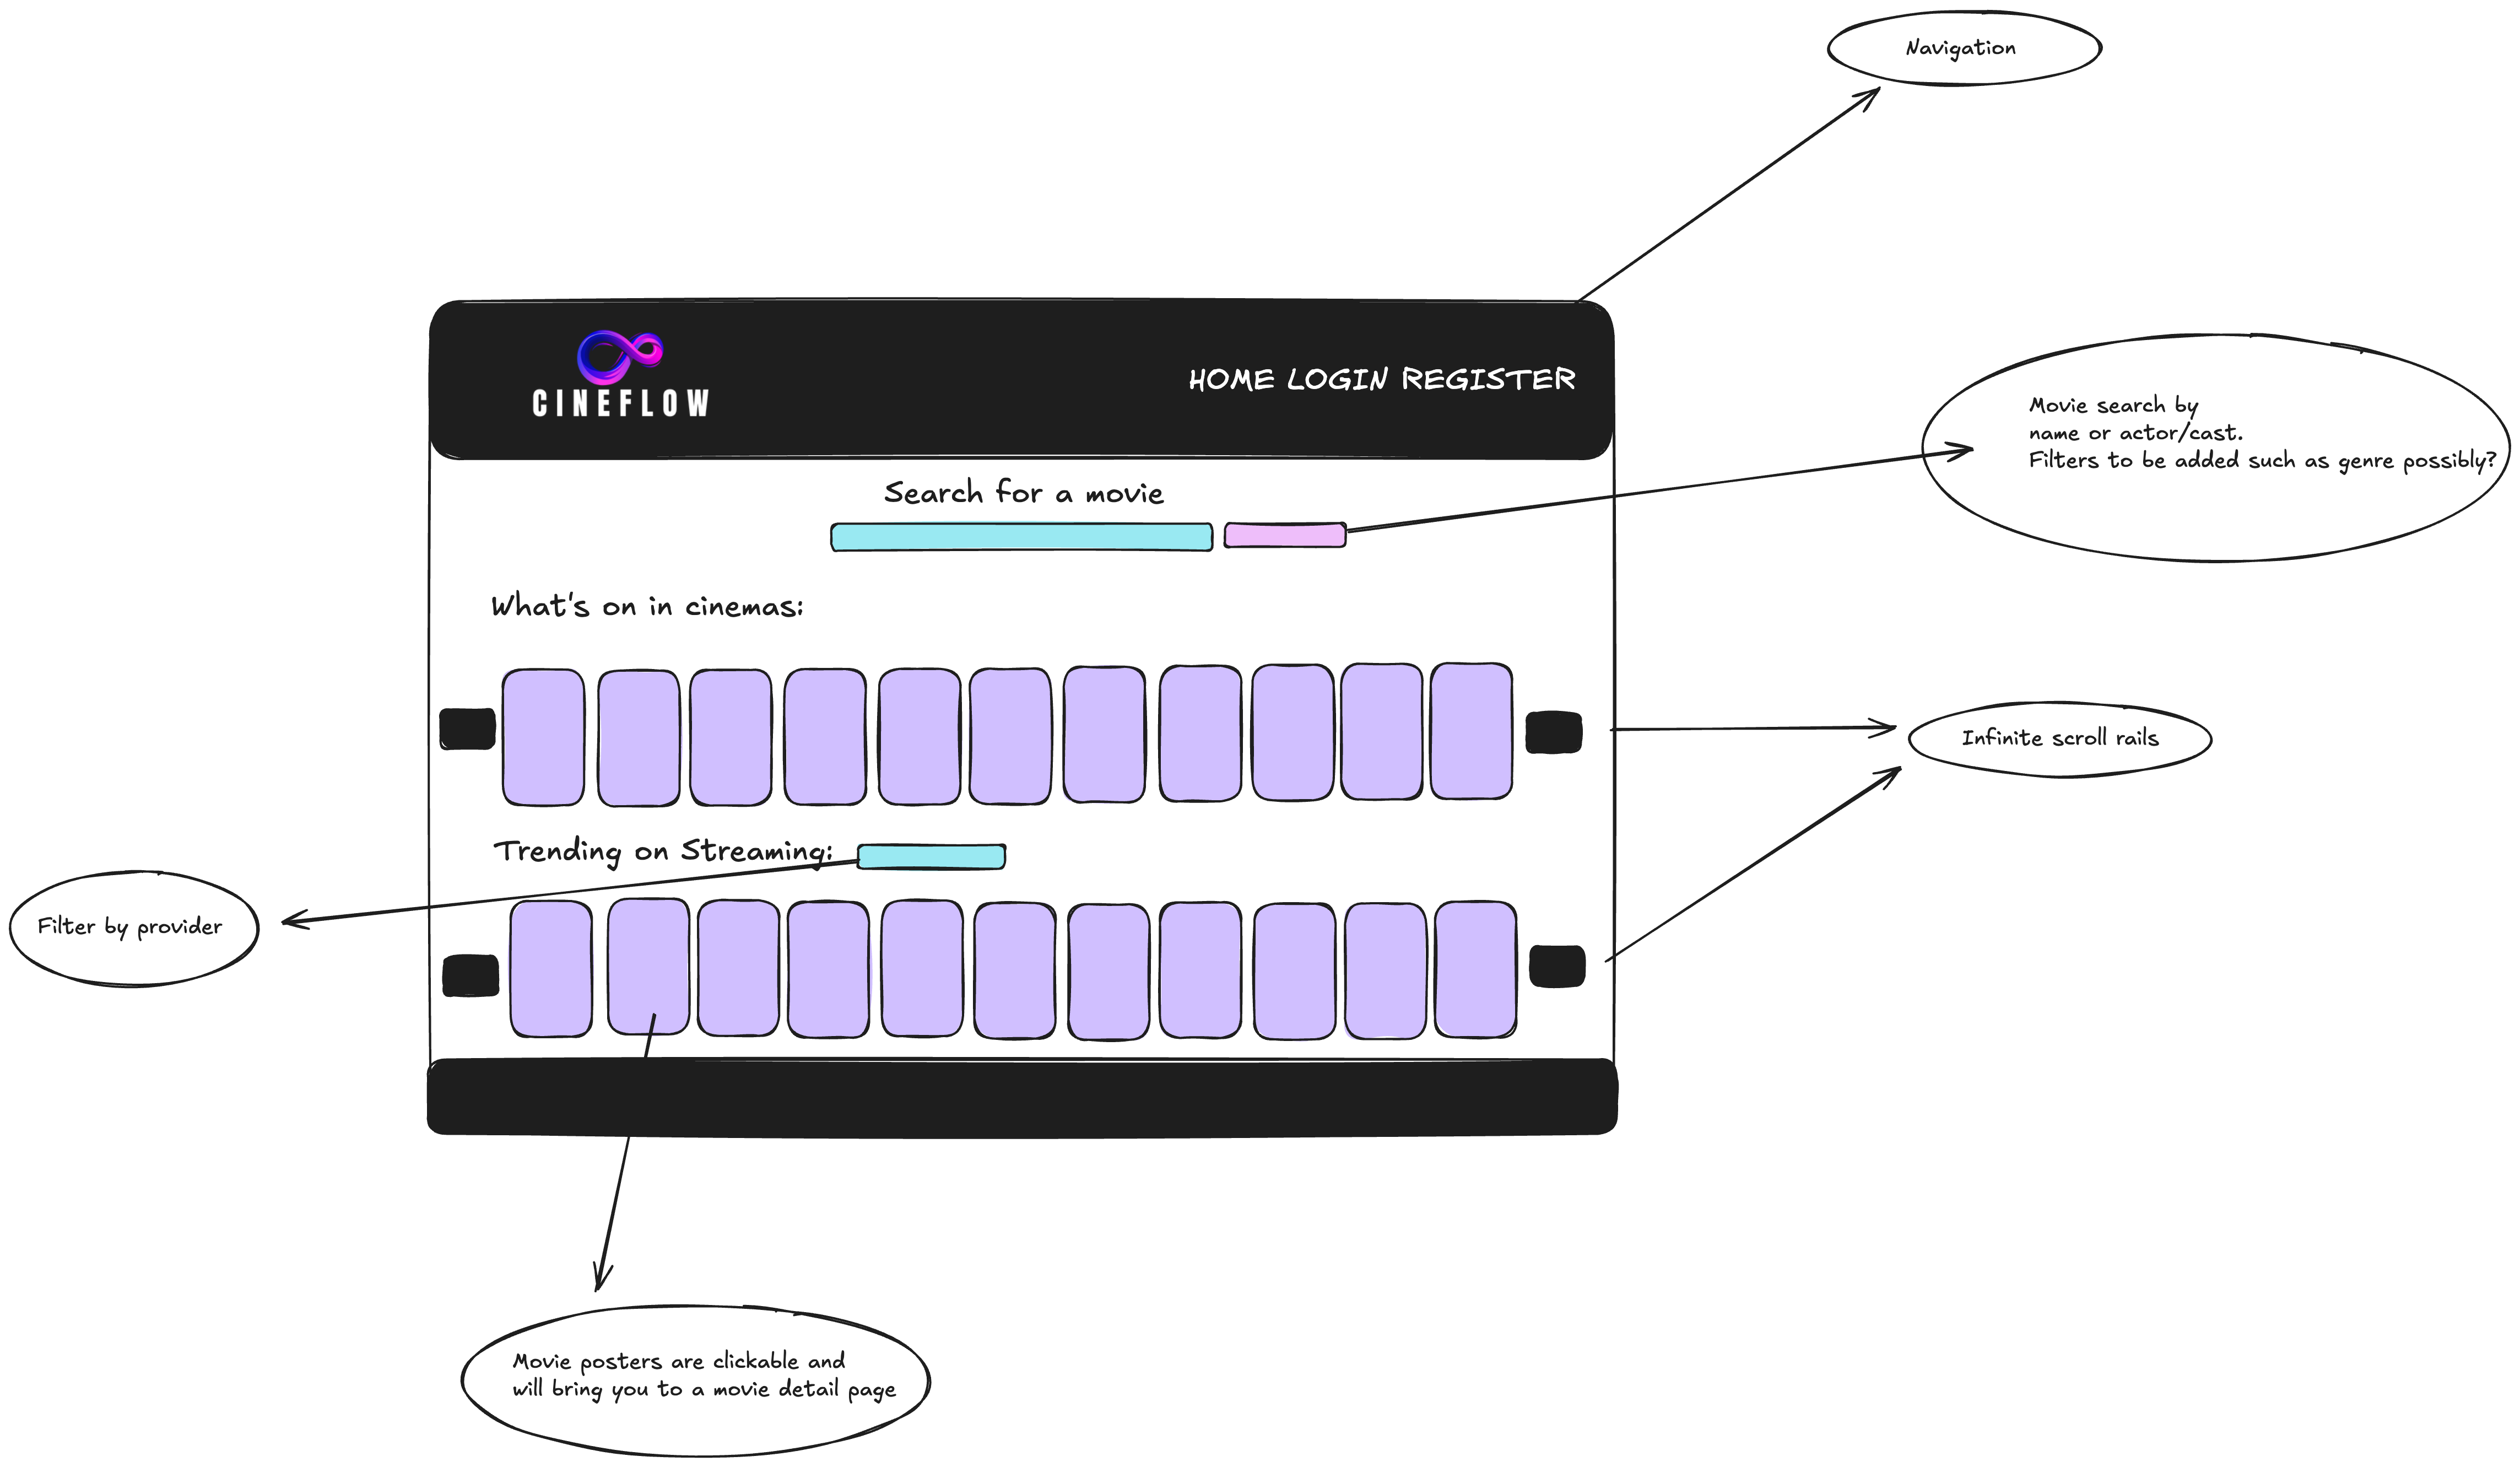 Navigation
CINEFLOW
HOME LOGIN REGISTER
Movie search by
name or actor/cast.
Filters to be added such as genre possibly?
Search for a movie
What's on in cinemas:
Infinite scroll rails
Trending on Streaming:
Filter by provider
Movie posters are clickable and
will bring you to a movie detail page